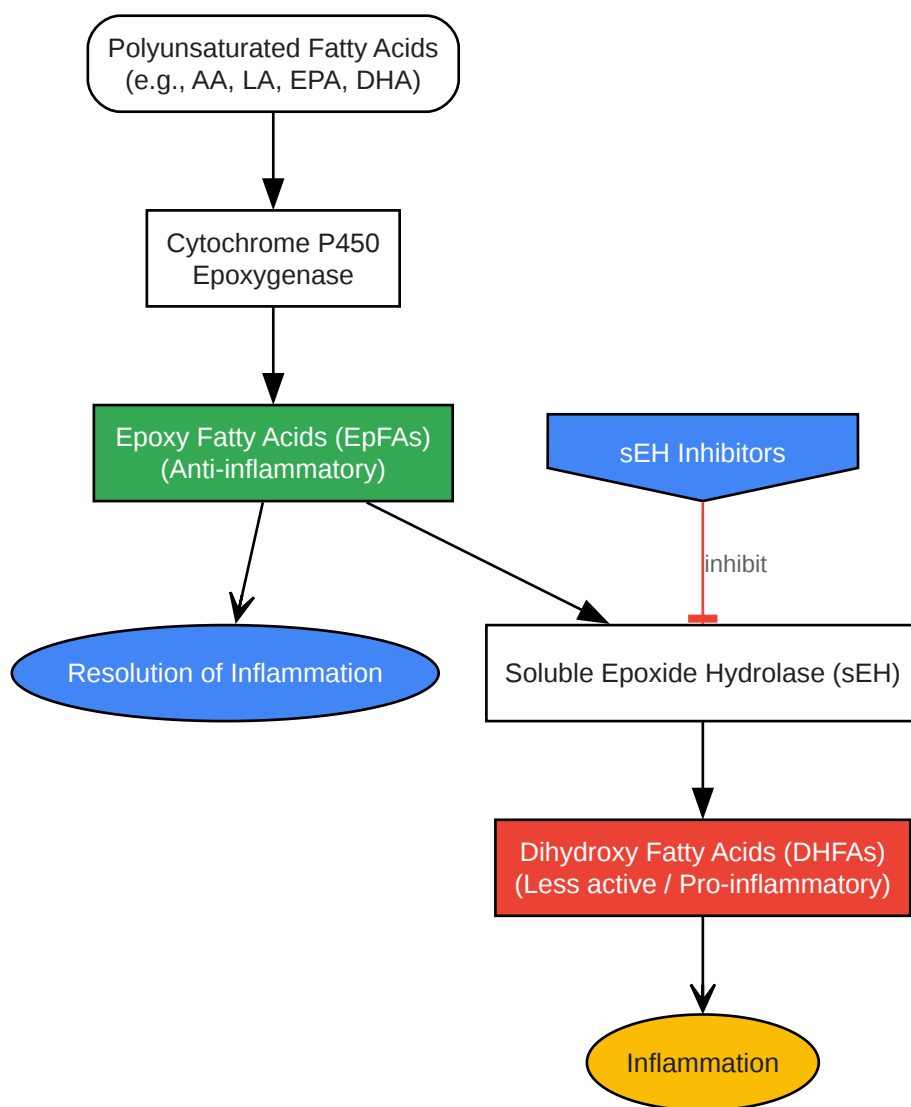 Polyunsaturated Fatty Acids
(e.g., AA, LA, EPA, DHA)
Cytochrome P450
Epoxygenase
Epoxy Fatty Acids (EpFAs)
(Anti-inflammatory)
sEH Inhibitors
inhibit
Resolution of Inflammation
Soluble Epoxide Hydrolase (sEH)
Dihydroxy Fatty Acids (DHFAs)
(Less active / Pro-inflammatory)
Inflammation